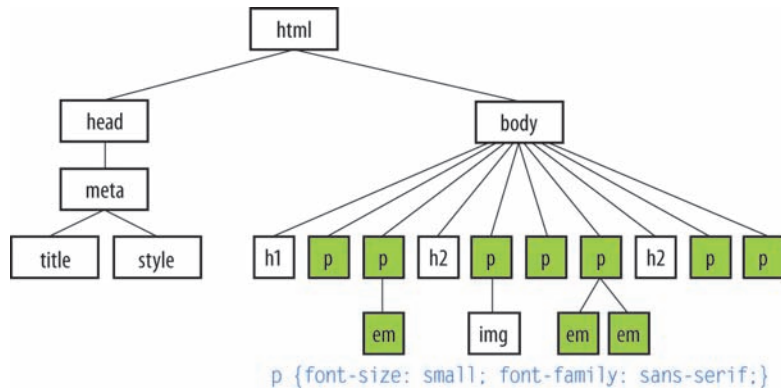 html
head
body
meta
title style h1 p p h2 p p p h2 p p
em img em em
p {font-size: small; font-family: sans-serif;}